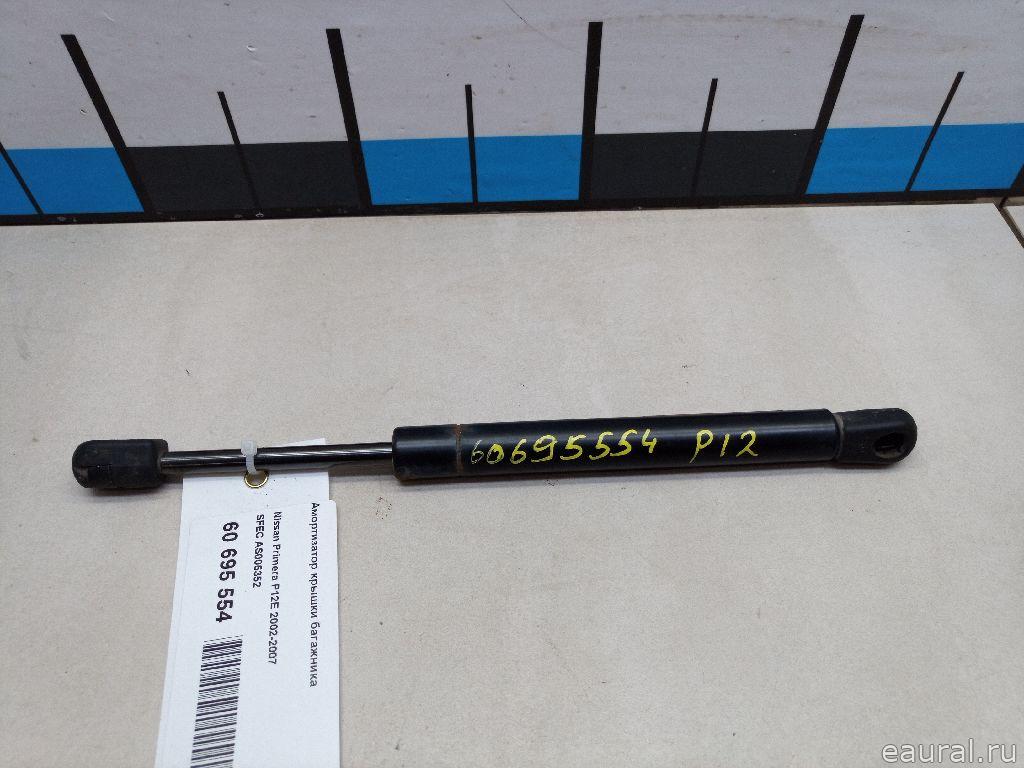 60695554 P12
Амортизатор крышки багажника
Nissan Primera P12E 2002-2007
SFEC AS006352
60 695 554
eaural.ru